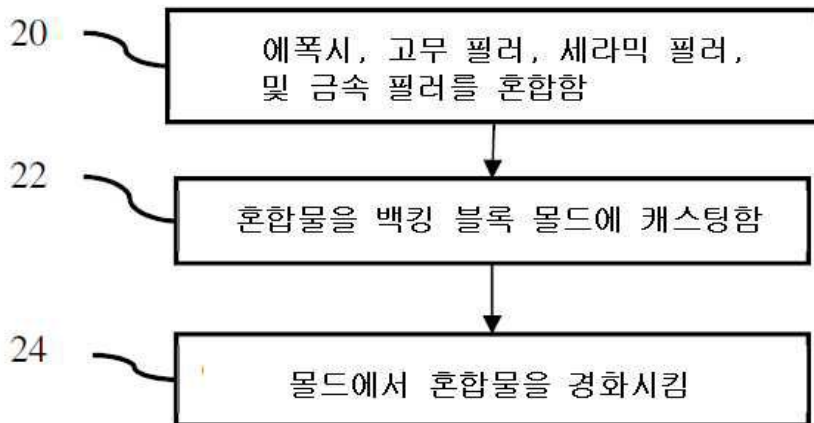 20
에폭시, 고무 필러, 세라믹 필러,
및 금속 필러를 혼합함
22
혼합물을 백킹 블록 몰드에 캐스팅함
24
몰드에서 혼합물을 경화시킴